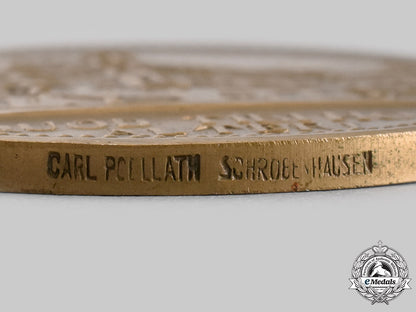 CARL POELLATH SCHROBENHAUSEN
eMedals